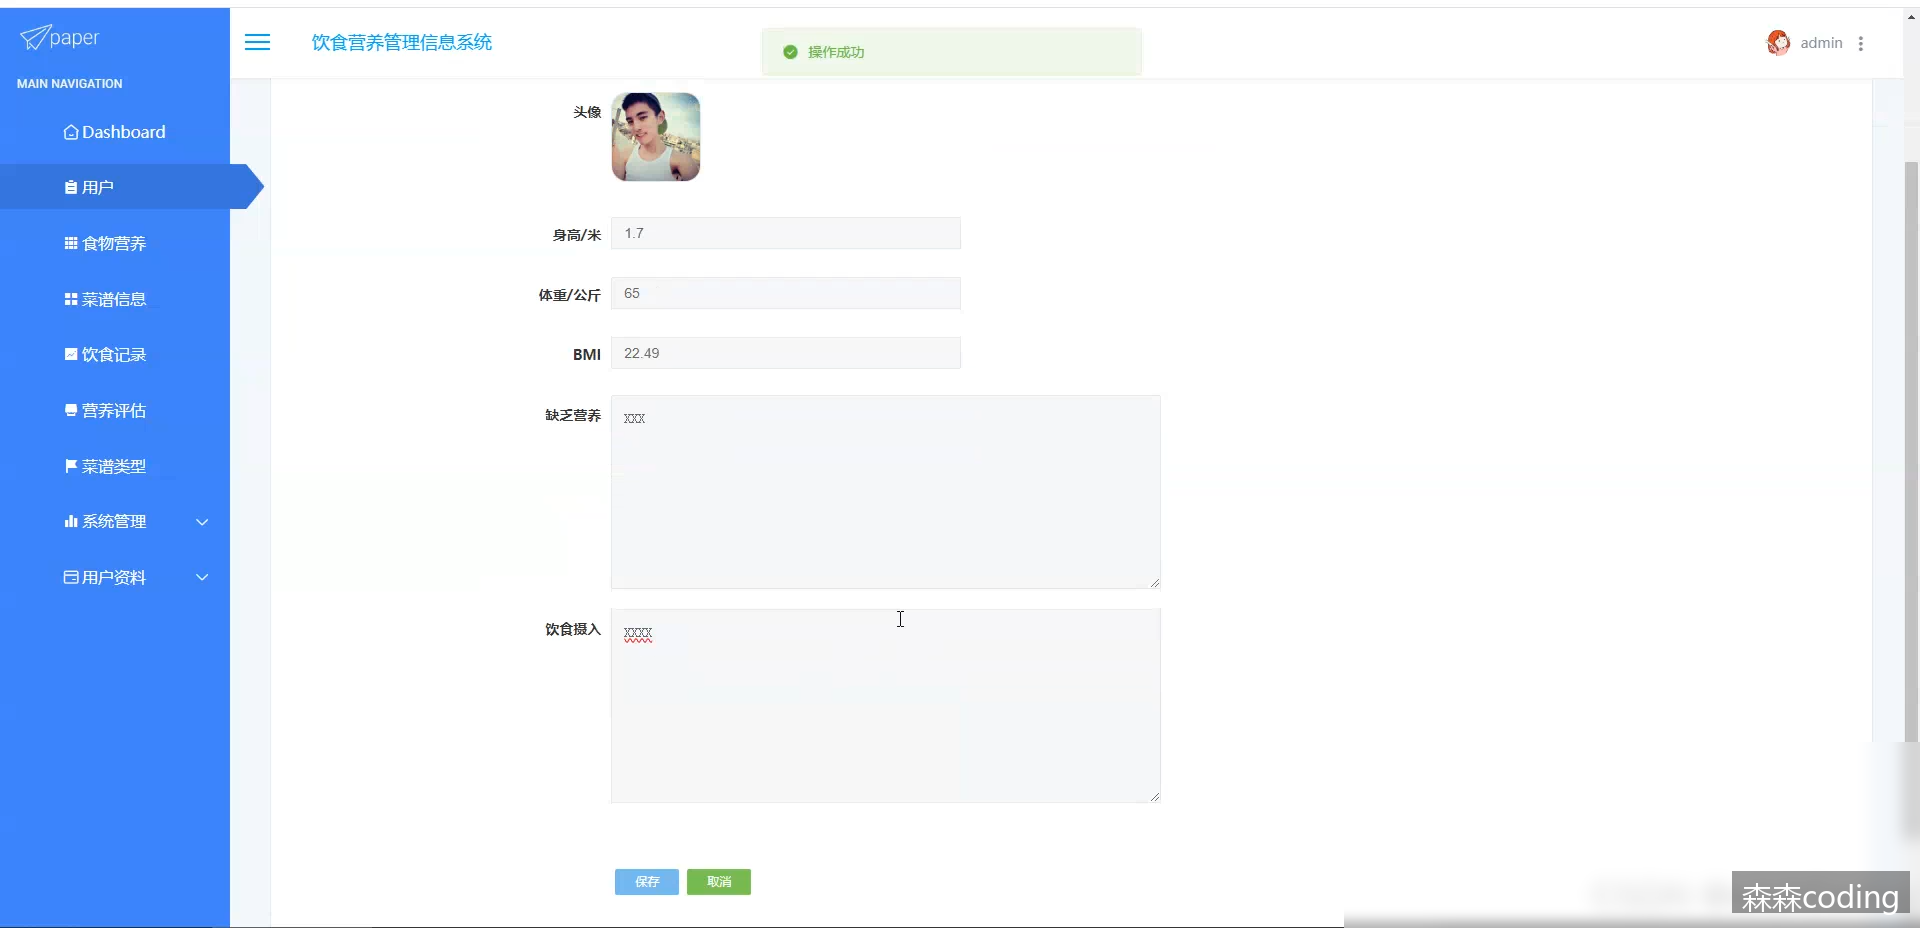 paper
饮食营养管理信息系统
操作成功
admin
MAIN NAVIGATION
Dashboard
用户
食物营养
菜谱信息
饮食记录
营养评估
菜谱类型
系统管理
用户资料
头像
身高/米
1.7
体重/公斤
65
BMI
22.49
缺乏营养
xxx
饮食摄入
xxxx
保存
取消
森森coding